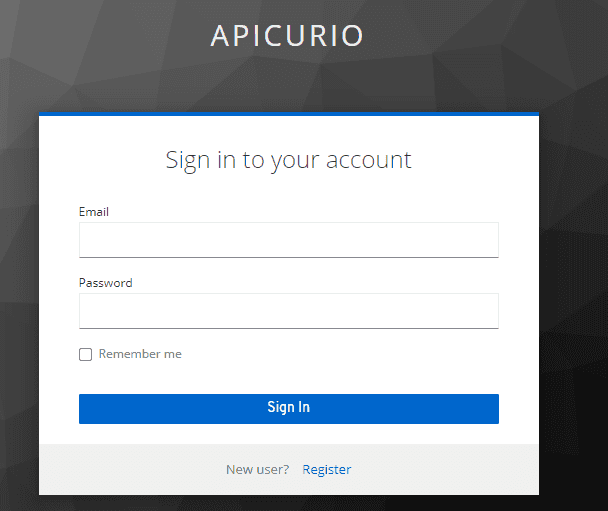 APICURIO
Sign in to your account
Email
Password
Remember me
Sign In
New user? Register